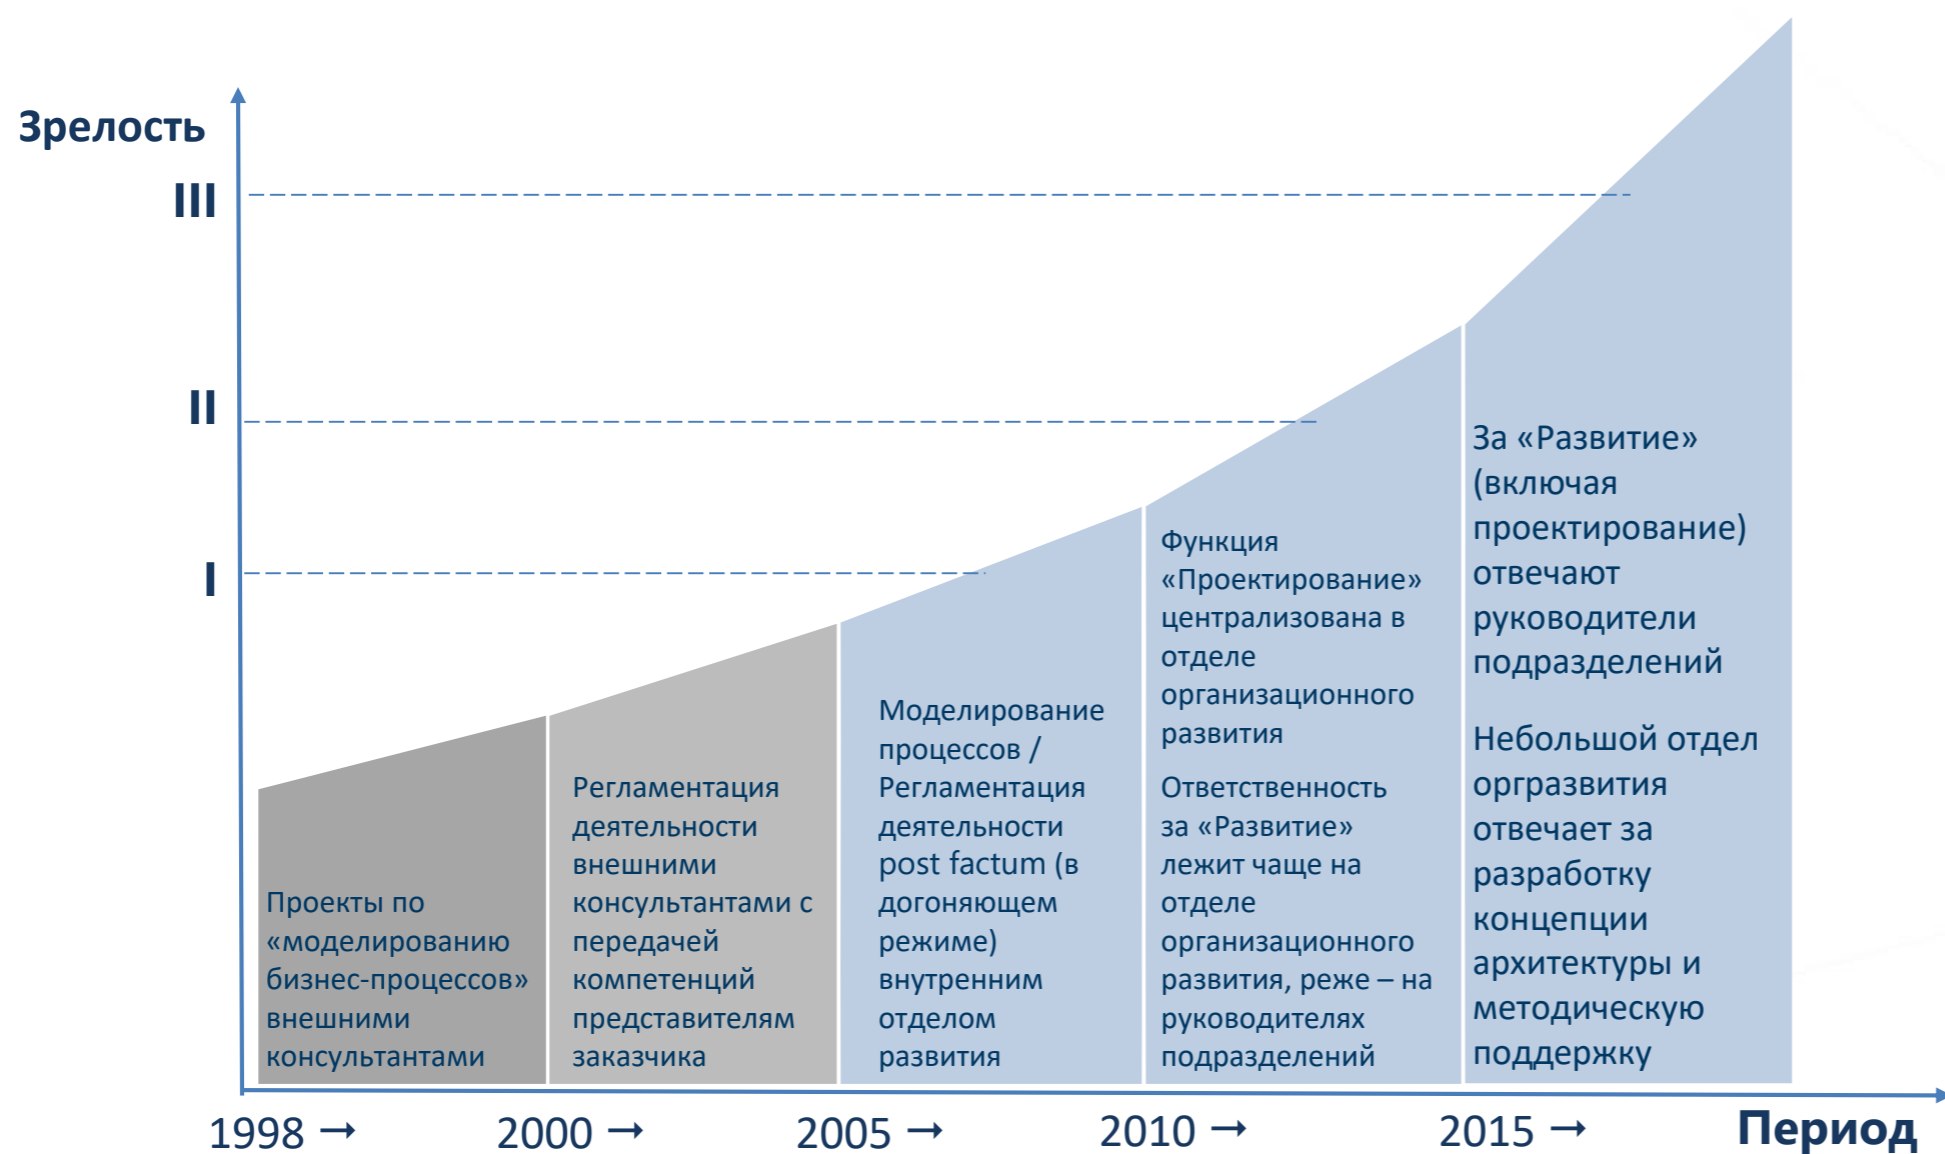 Зрелость
III
II
I
Проекты по
«моделированию
бизнес-процессов»
внешними
консультантами
Регламентация
деятельности
внешними
консультантами с
передачей
компетенций
представителям
заказчика
Моделирование
процессов /
Регламентация
деятельности
post factum (в
догоняющем
режиме)
внутренним
отделом
развития
Функция
«Проектирование»
централизована в
отделе
организационного
развития
Ответственность
за «Развитие»
лежит чаще на
отделе
организационного
развития, реже – на
руководителях
подразделений
За «Развитие»
(включая
проектирование)
отвечают
руководители
подразделений
Небольшой отдел
оргразвития
отвечает за
разработку
концепции
архитектуры и
методическую
поддержку
1998 → 2000 → 2005 → 2010 → 2015 → Период